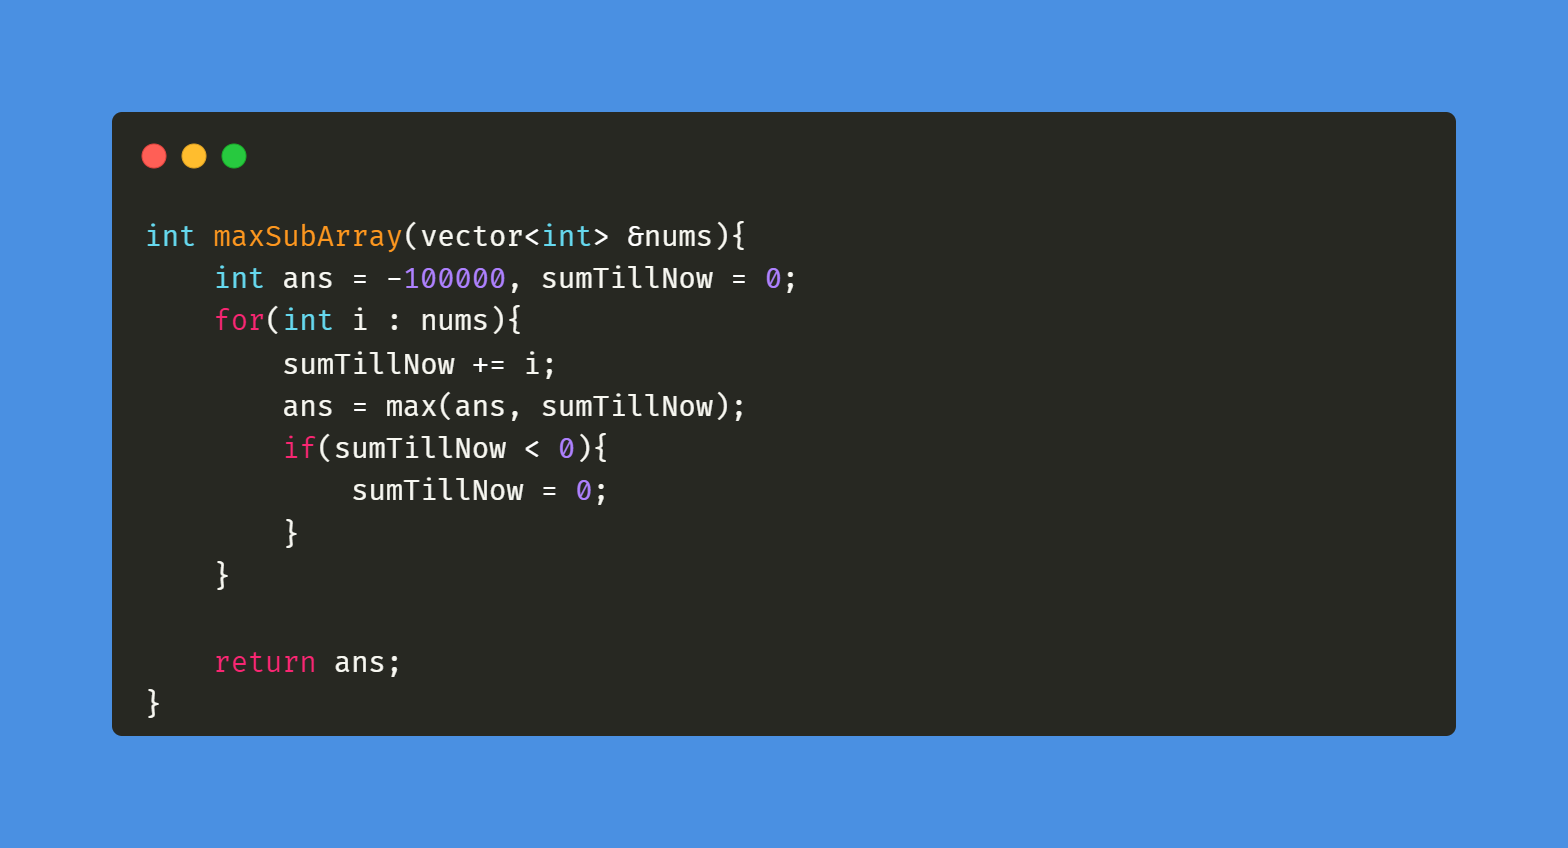 int maxSubArray(vector<int> &nums){
    int ans = -100000, sumTillNow = 0;
    for(int i : nums){
        sumTillNow += i;
        ans = max(ans, sumTillNow);
        if(sumTillNow < 0){
            sumTillNow = 0;
        }
    }

    return ans;
}